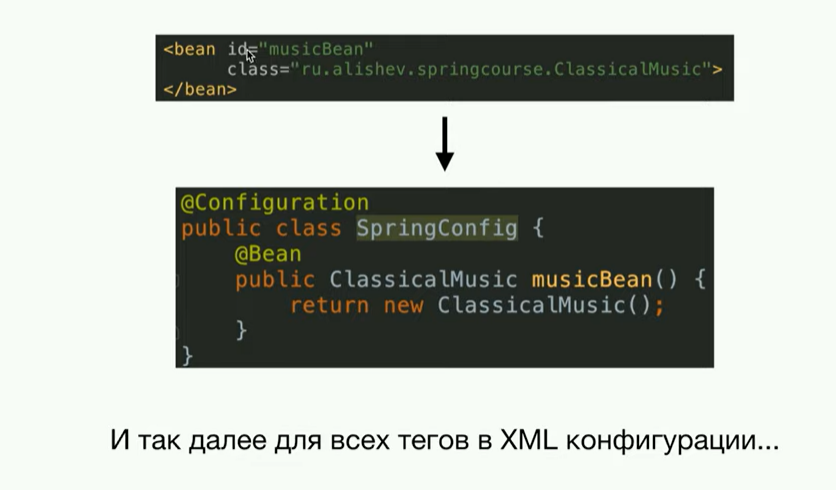 <bean id="musicBean"
class="ru.alishev.springcourse.ClassicalMusic">
</bean>
@Configuration
public class SpringConfig {
@Bean
public ClassicalMusic musicBean() {
return new ClassicalMusic();
}
}
И так далее для всех тегов в XML конфигурации...